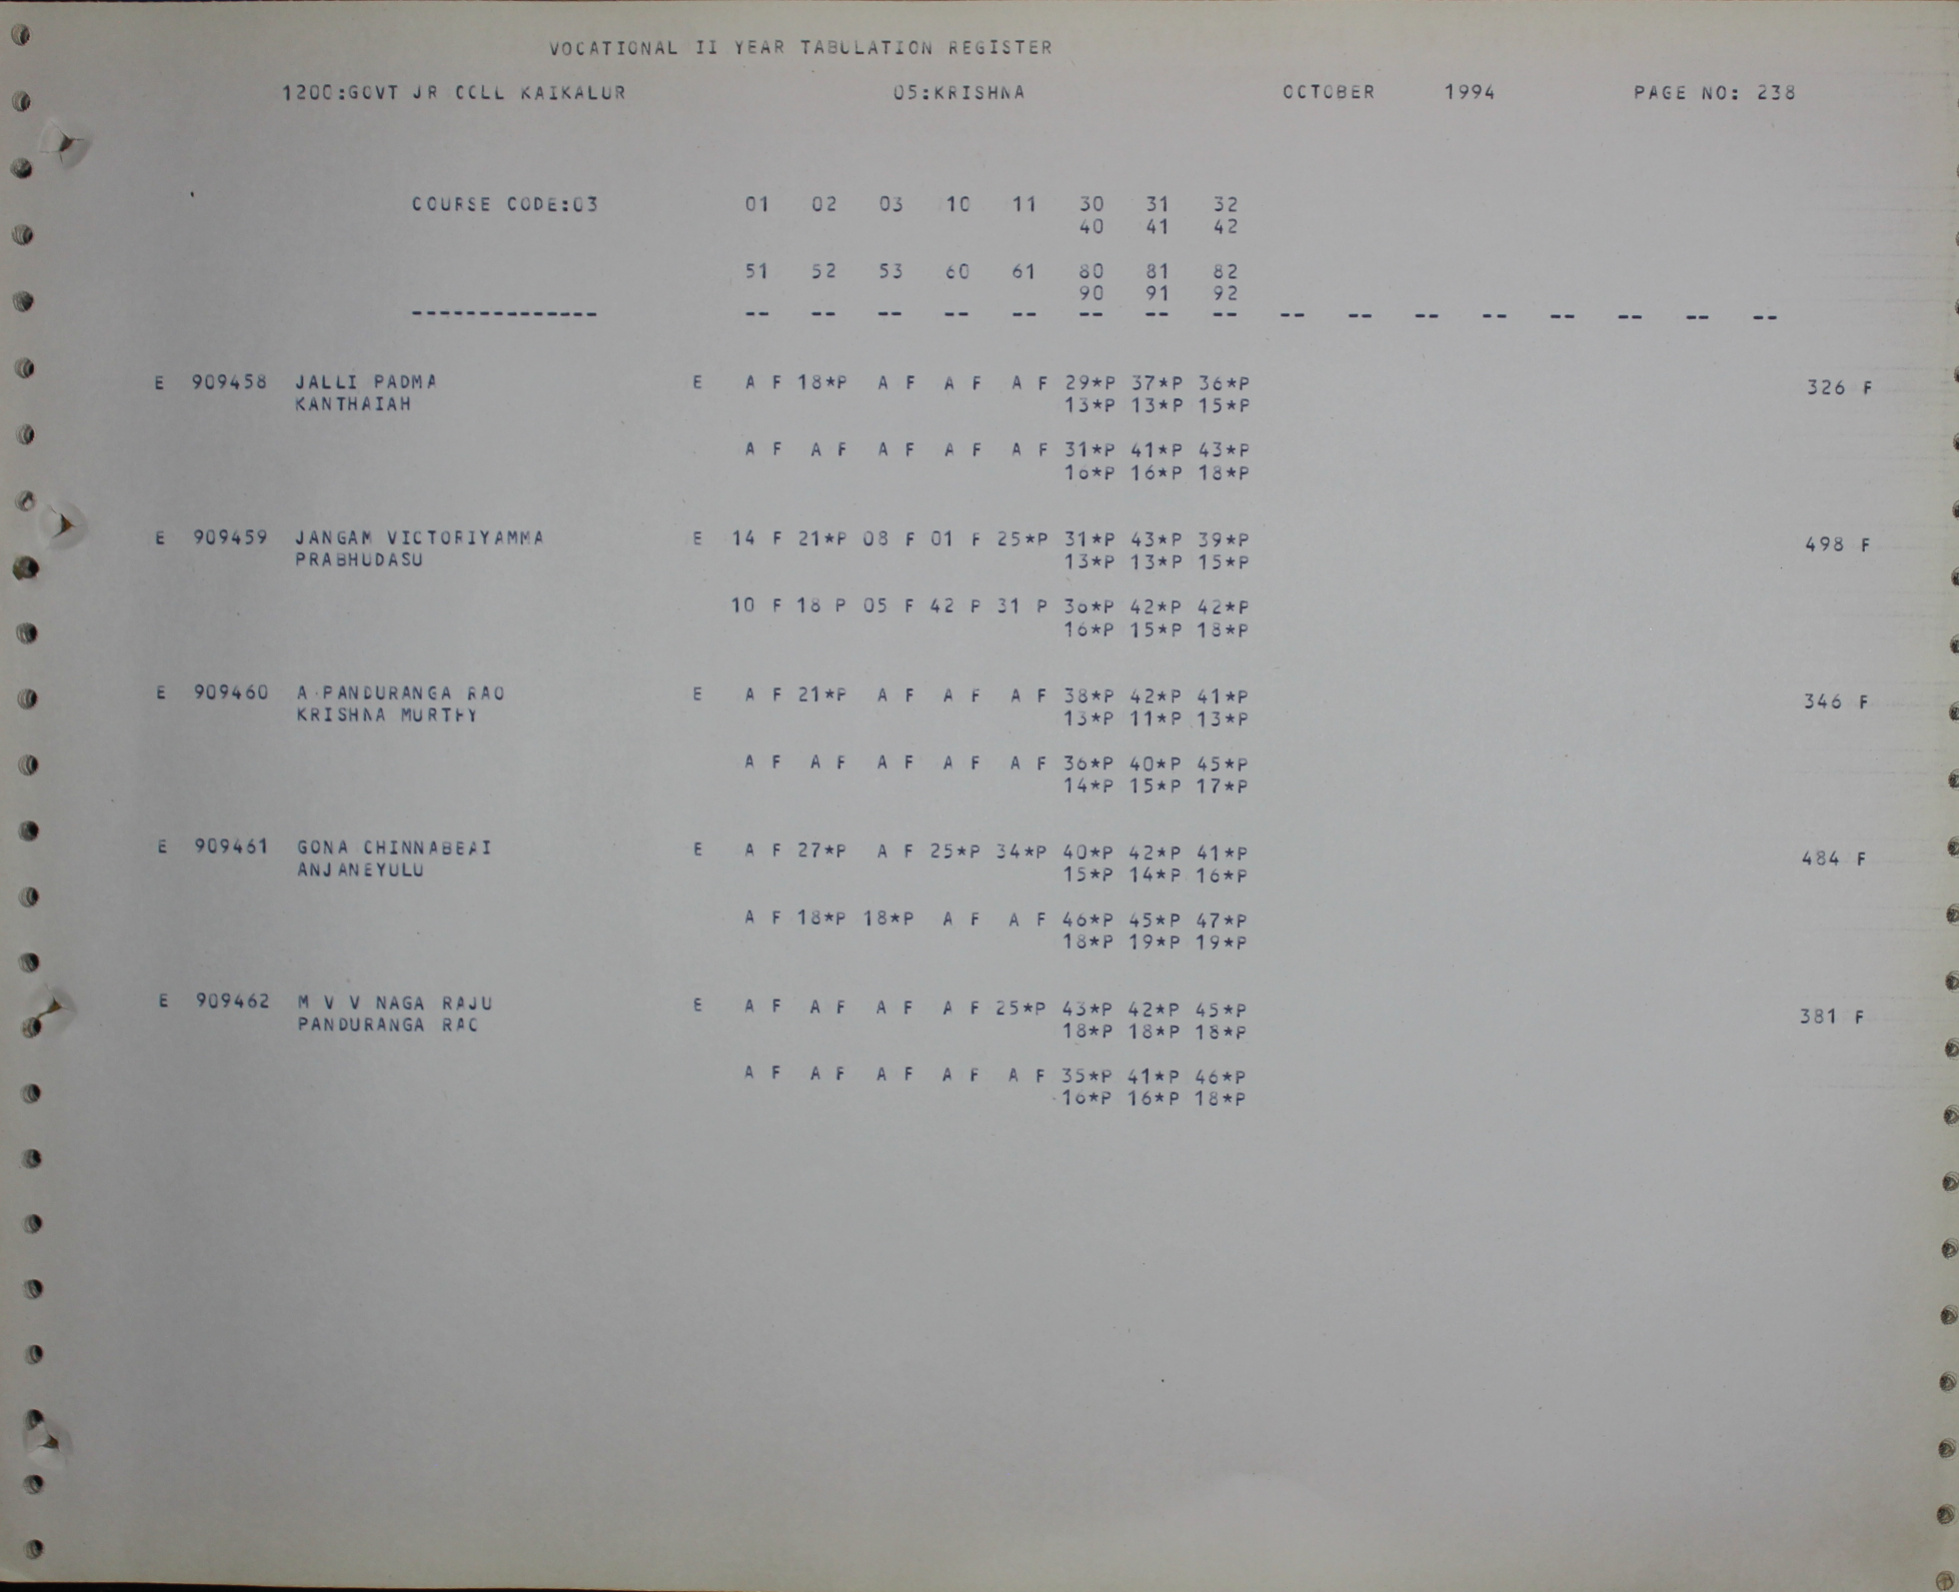 VOCATIONAL II YEAR TABULATION REGISTER
1200:GOVT JR COLL KAIKALUR 05:KRISHNA OCTOBER 1994 PAGE NO: 238
COURSE CODE:03 01 02 03 10 11 30 31 32
40 41 42
51 52 53 60 61 80 81 82
90 91 92
-------------- -- -- -- -- -- -- -- -- -- -- -- -- -- -- -- --
E 909458 JALLI PADMA E A F 18*P A F A F A F 29*P 37*P 36*P 326 F
KANTHAIAH 13*P 13*P 15*P
A F A F A F A F A F 31*P 41*P 43*P
16*P 16*P 18*P
E 909459 JANGAM VICTORIYAMMA E 14 F 21*P 08 F 01 F 25*P 31*P 43*P 39*P 498 F
PRABHUDASU 13*P 13*P 15*P
10 F 18 P 05 F 42 P 31 P 36*P 42*P 42*P
16*P 15*P 18*P
E 909460 A PANDURANGA RAO E A F 21*P A F A F A F 38*P 42*P 41*P 346 F
KRISHNA MURTHY 13*P 11*P 13*P
A F A F A F A F A F 36*P 40*P 45*P
14*P 15*P 17*P
E 909461 GONA CHINNABEAI E A F 27*P A F 25*P 34*P 40*P 42*P 41*P 484 F
ANJANEYULU 15*P 14*P 16*P
A F 18*P 18*P A F A F 46*P 45*P 47*P
18*P 19*P 19*P
E 909462 M V V NAGA RAJU E A F A F A F A F 25*P 43*P 42*P 45*P 381 F
PANDURANGA RAO 18*P 18*P 18*P
A F A F A F A F A F 35*P 41*P 46*P
16*P 16*P 18*P